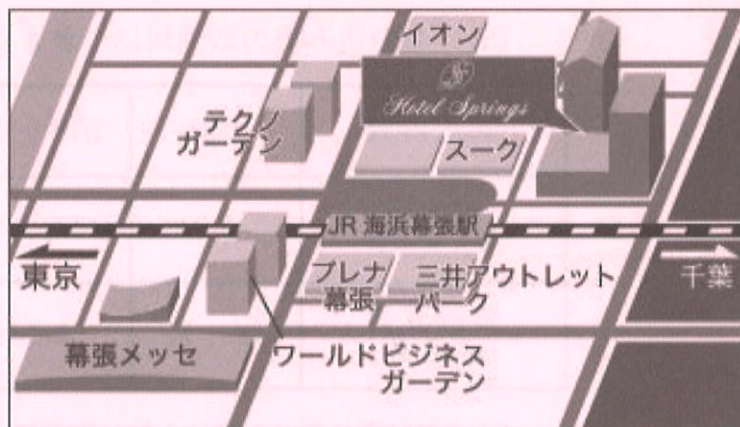 イオン
Hotel Springs
テクノ
ガーデン
スーク
JR 海浜幕張駅
東京
プレナ
幕張
三井アウトレット
パーク
千葉
幕張メッセ
ワールドビジネス
ガーデン